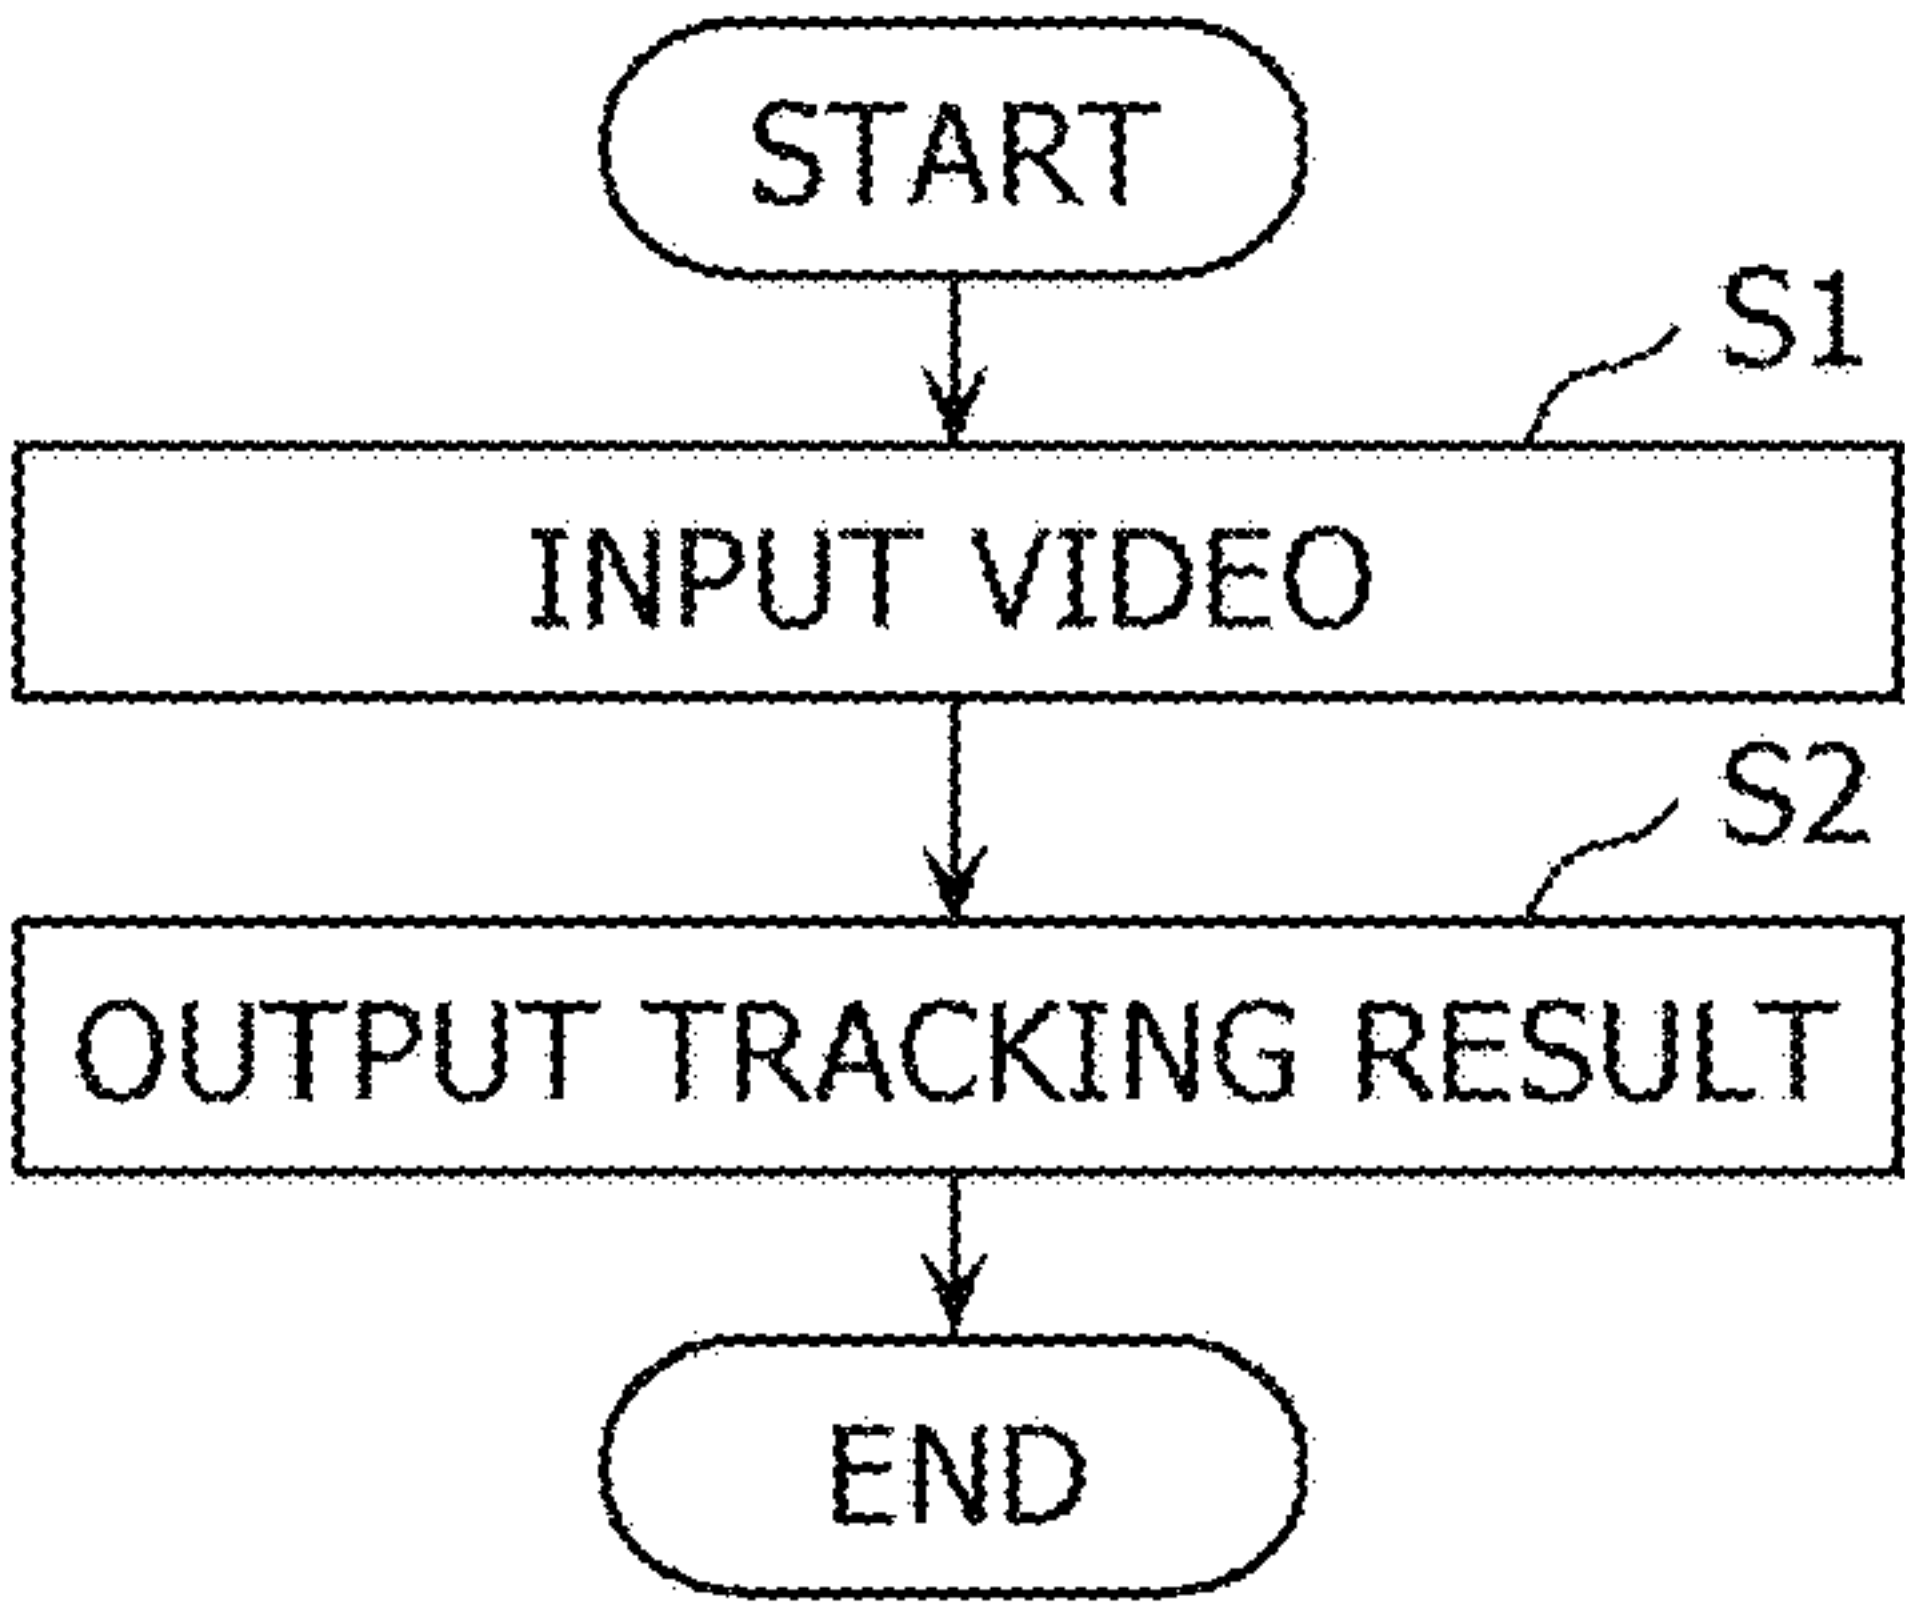 START
S1
INPUT VIDEO
S2
OUTPUT TRACKING RESULT
END